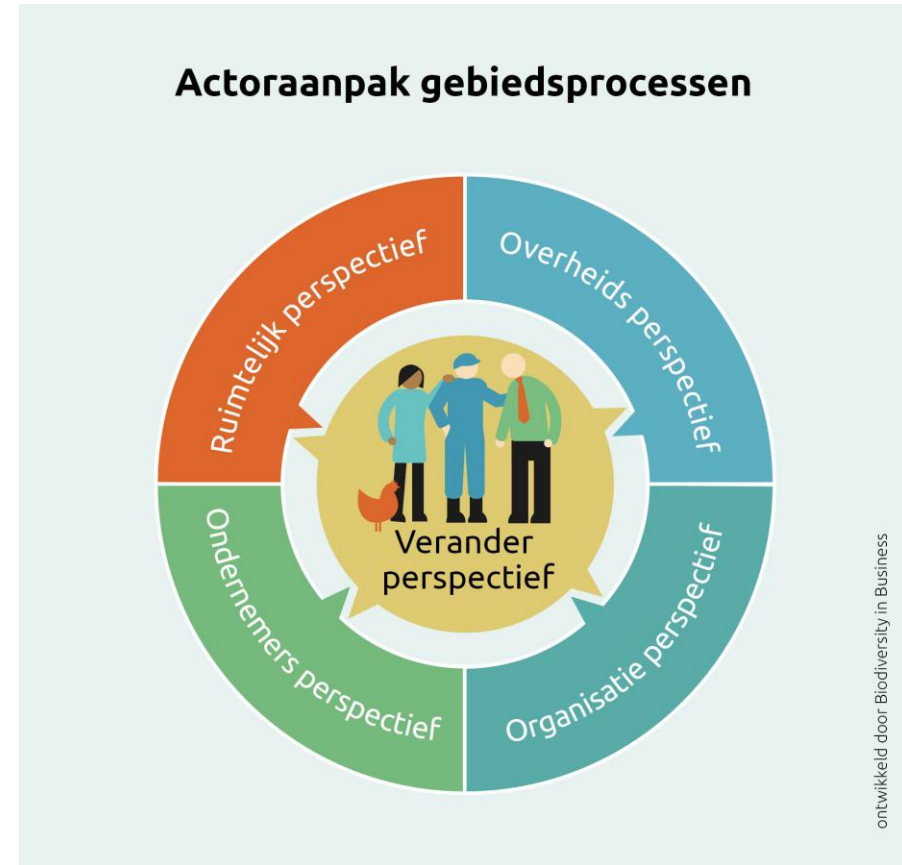 Actoraanpak gebiedsprocessen
Ruimtelijk perspectief
Overheids perspectief
Verander
perspectief
Ondernemers perspectief
Organisatie perspectief
ontwikkeld door Biodiversity in Business